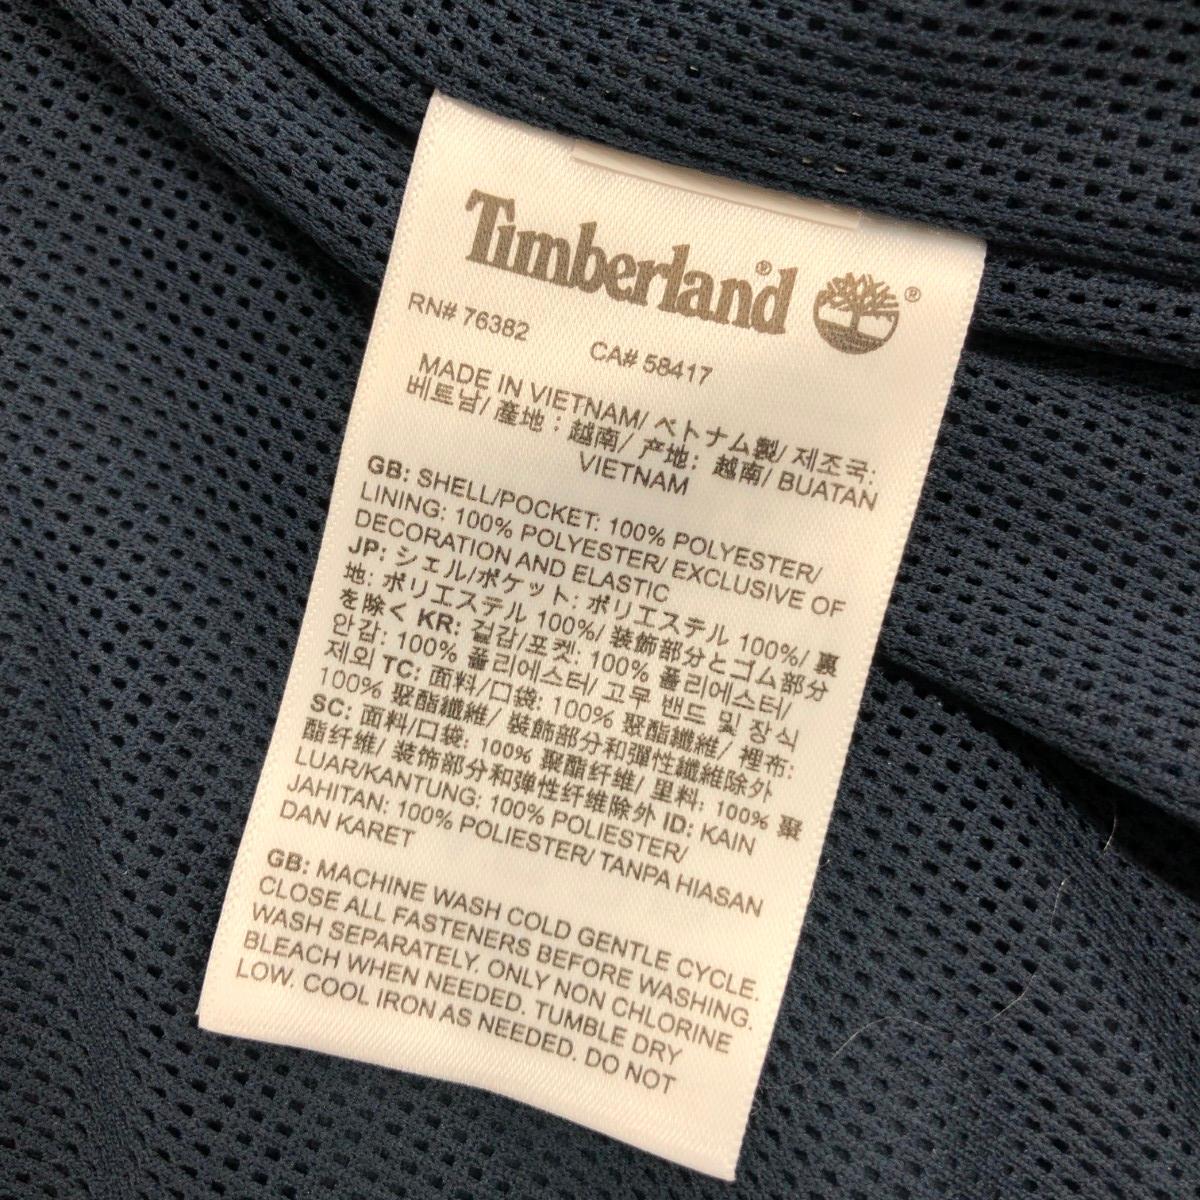 Timberland® ®
RN# 76382 CA# 58417
MADE IN VIETNAM/ ベトナム製/ 제조국:
베트남/ 產地：越南/ 产地：越南/ BUATAN
VIETNAM
GB: SHELL/POCKET: 100% POLYESTER/
LINING: 100% POLYESTER/ EXCLUSIVE OF
DECORATION AND ELASTIC
JP: シェル/ポケット: ポリエステル 100%/ 裏
地: ポリエステル 100%/ 装飾部分とゴム部分
を除く KR: 겉감/포켓: 100% 폴리에스터/
안감: 100% 폴리에스터/ 고무 밴드 및 장식
제외 TC: 面料/口袋: 100% 聚酯纖維/ 裡布:
100% 聚酯纖維/ 裝飾部分和彈性纖維除外
SC: 面料/口袋: 100% 聚酯纤维/ 里料: 100% 聚
酯纤维/ 装饰部分和弹性纤维除外 ID: KAIN
LUAR/KANTUNG: 100% POLIESTER/
JAHITAN: 100% POLIESTER/ TANPA HIASAN
DAN KARET
GB: MACHINE WASH COLD GENTLE CYCLE.
CLOSE ALL FASTENERS BEFORE WASHING.
WASH SEPARATELY. ONLY NON CHLORINE
BLEACH WHEN NEEDED. TUMBLE DRY
LOW. COOL IRON AS NEEDED. DO NOT